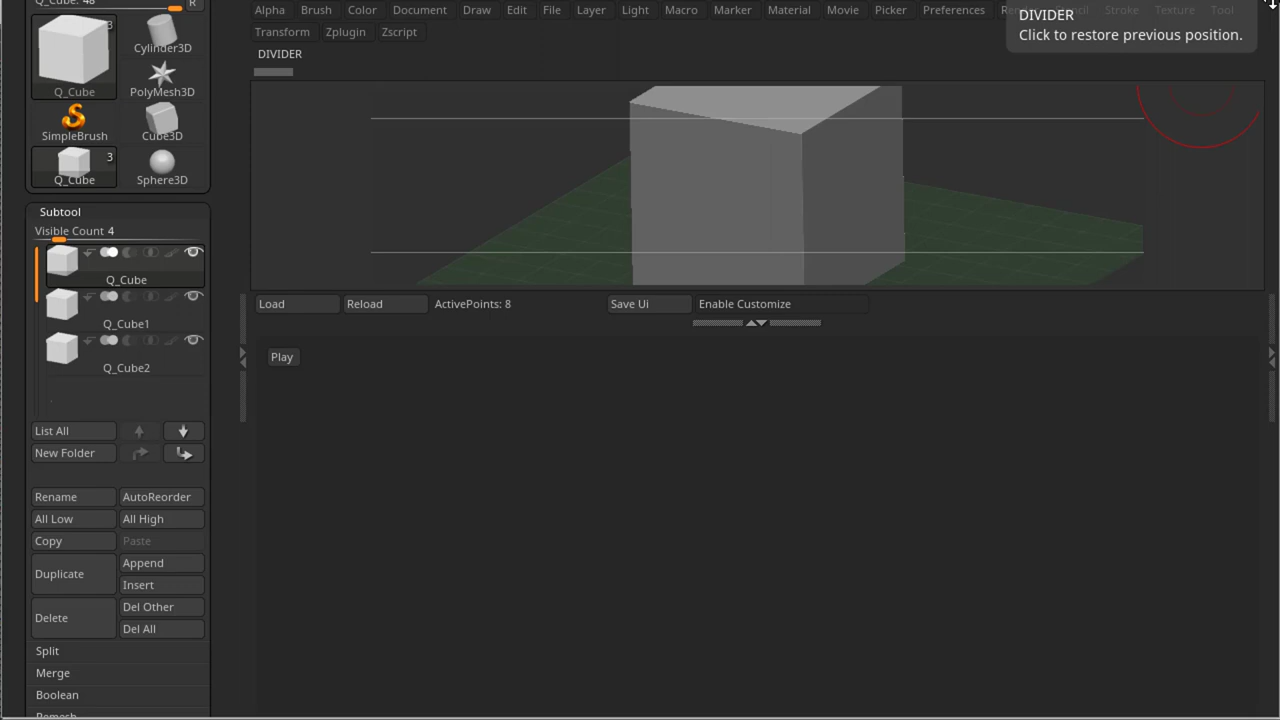 Q_Cube: 48
R
Alpha Brush Color Document Draw Edit File Layer Light Macro Marker Material Movie Picker Preferences Stroke Texture Tool
Transform Zplugin Zscript
DIVIDER
Click to restore previous position.
DIVIDER
3
Q_Cube
Cylinder3D
PolyMesh3D
SimpleBrush
Cube3D
3
Q_Cube
Sphere3D
Subtool
Visible Count 4
Q_Cube
Q_Cube1
Q_Cube2
List All
New Folder
Rename
AutoReorder
All Low
All High
Copy
Paste
Duplicate
Append
Insert
Delete
Del Other
Del All
Split
Merge
Boolean
Remesh
Load
Reload
ActivePoints: 8
Save Ui
Enable Customize
Play